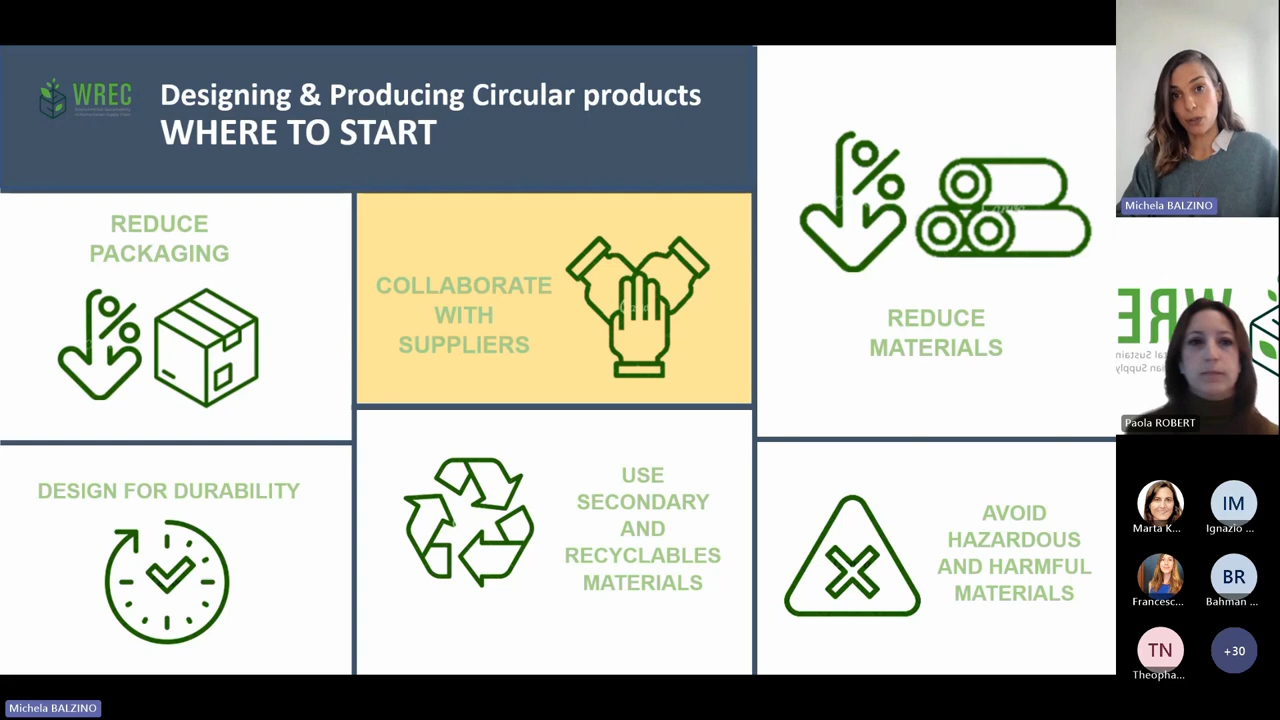 WREC
Designing & Producing Circular products
WHERE TO START
REDUCE
PACKAGING
COLLABORATE
WITH
SUPPLIERS
REDUCE
MATERIALS
DESIGN FOR DURABILITY
USE
SECONDARY
AND
RECYCLABLES
MATERIALS
AVOID
HAZARDOUS
AND HARMFUL
MATERIALS
Michela BALZINO
Paola ROBERT
Marta K...
IM
Ignazio ...
Francesc...
BR
Bahman ...
TN
Theopha...
+30
Michela BALZINO